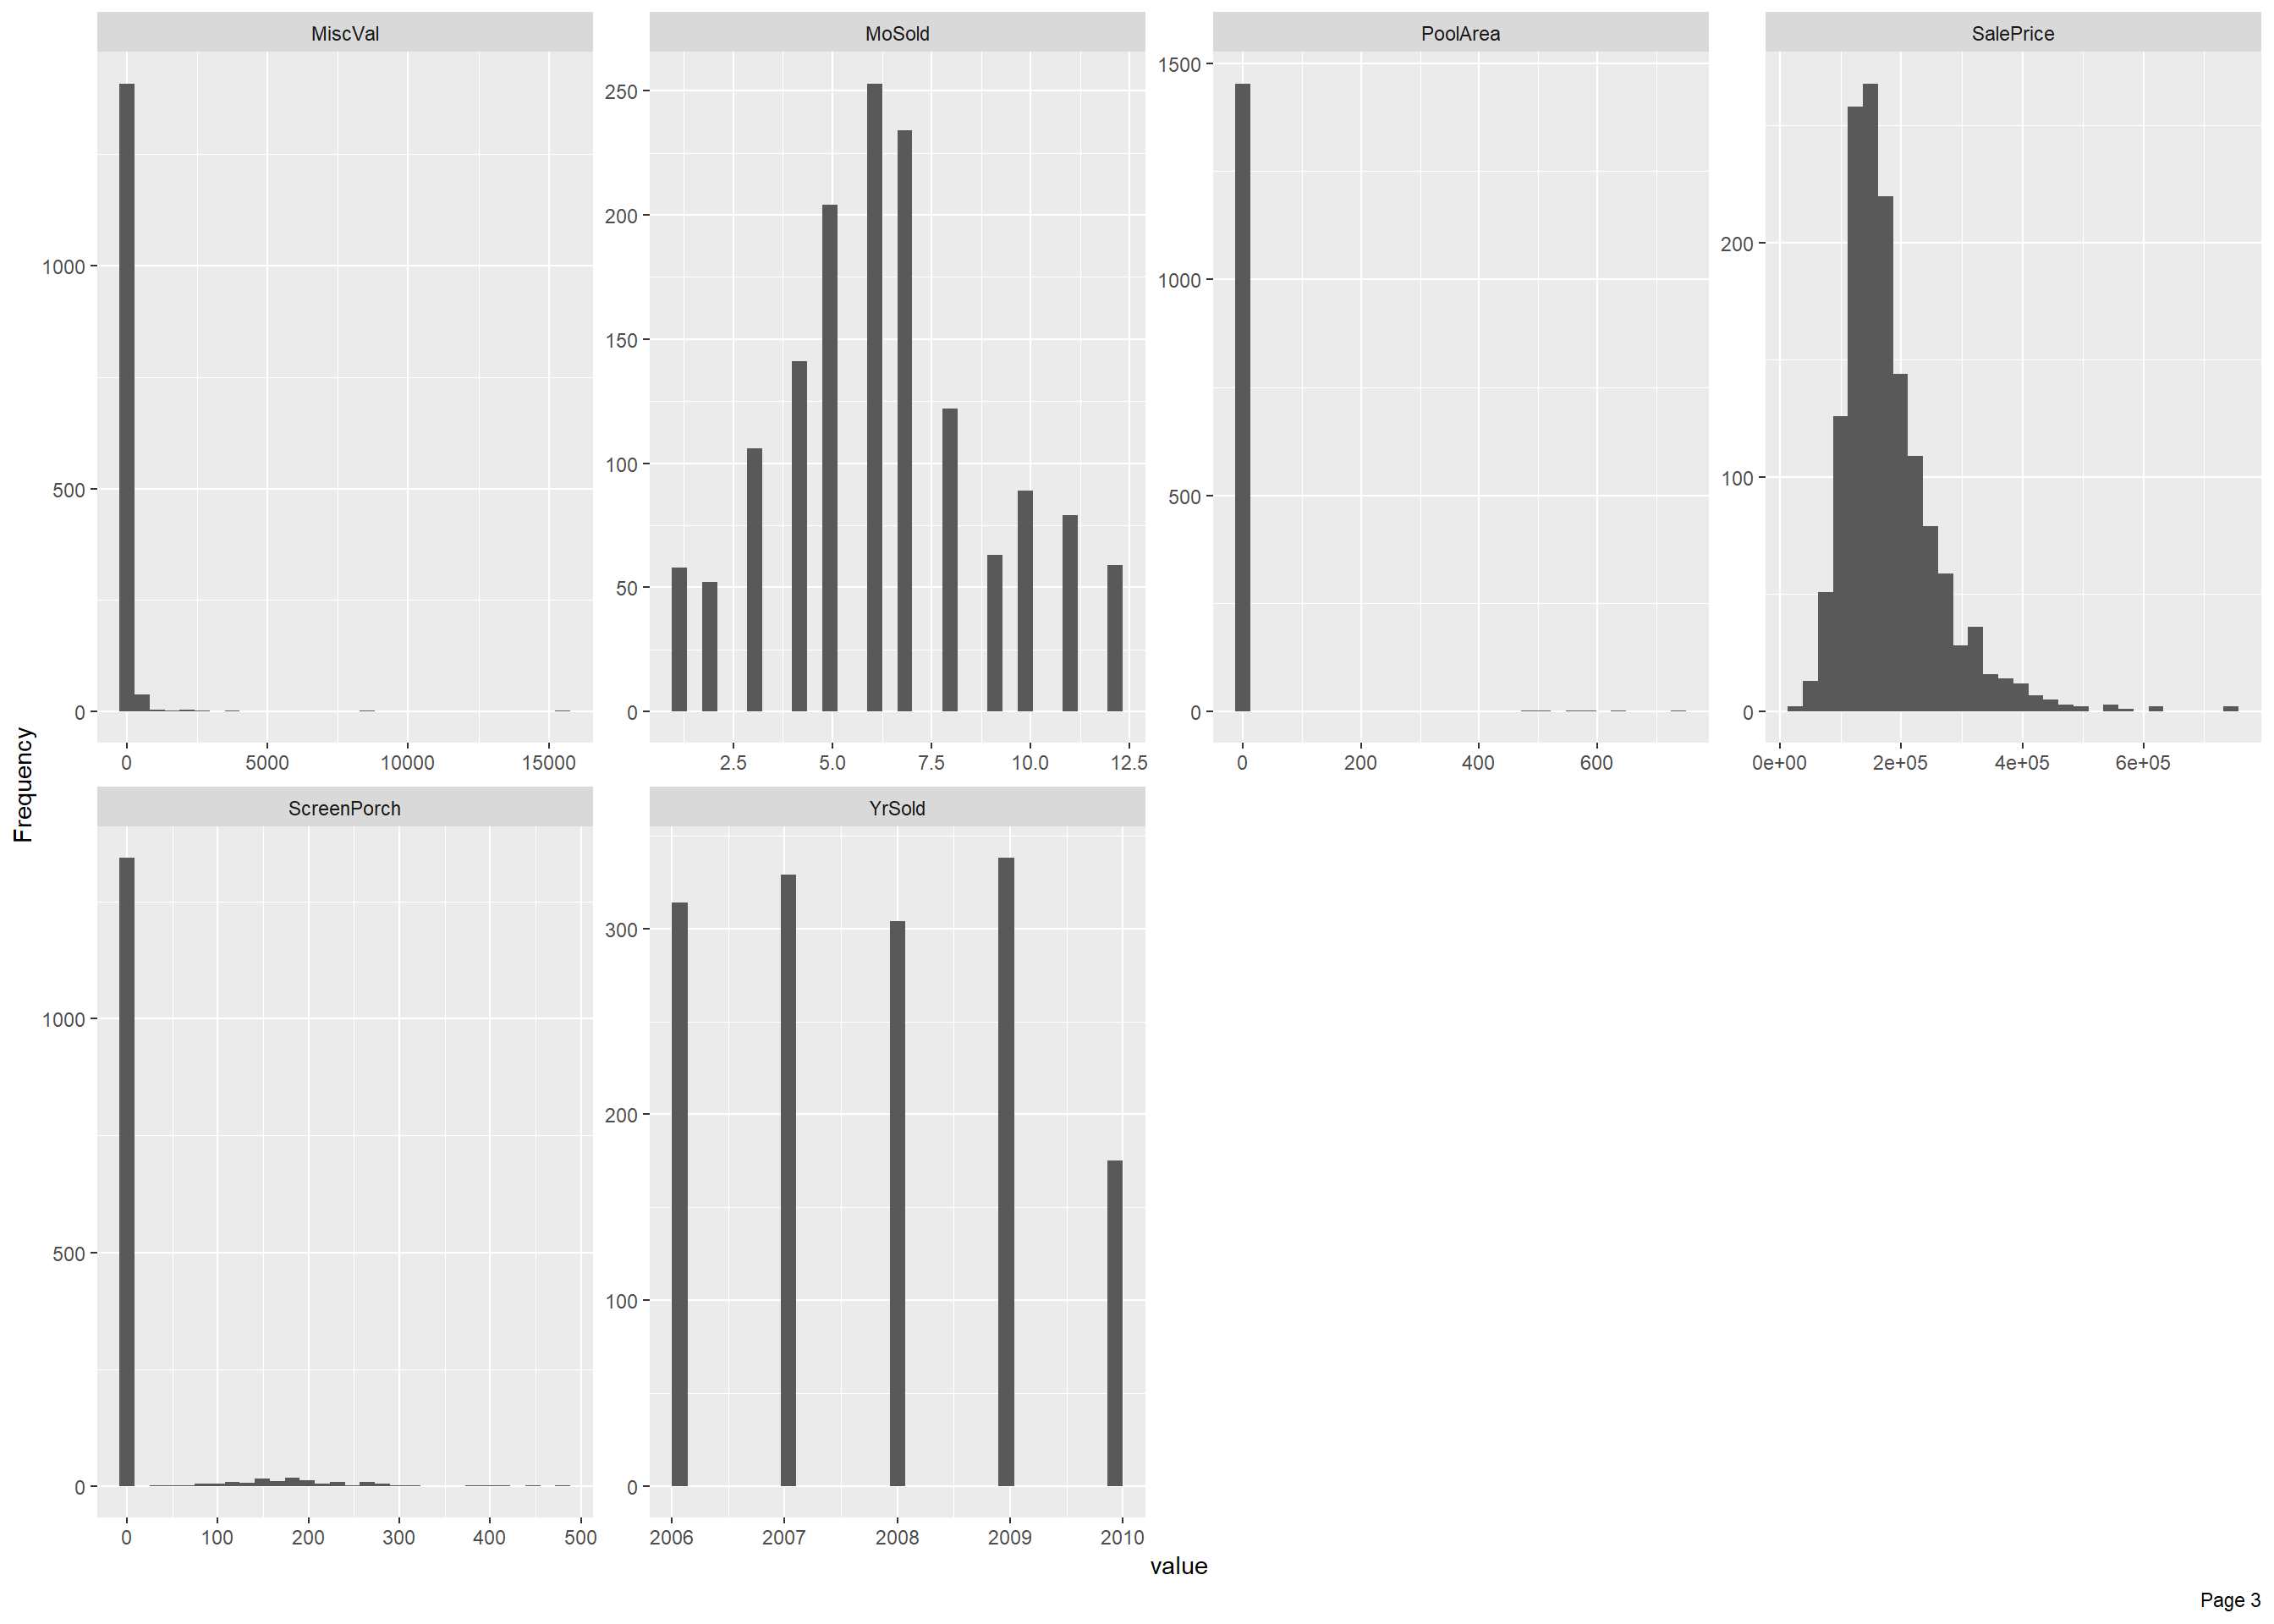 MiscVal
MoSold
PoolArea
SalePrice
1000
500
0
250
200
150
100
50
0
1500
1000
500
0
200
100
0
0 5000 10000 15000
2.5 5.0 7.5 10.0 12.5
0 200 400 600
0e+00 2e+05 4e+05 6e+05
Frequency
ScreenPorch
YrSold
1000
500
0
300
200
100
0
0 100 200 300 400 500
2006 2007 2008 2009 2010
value
Page 3